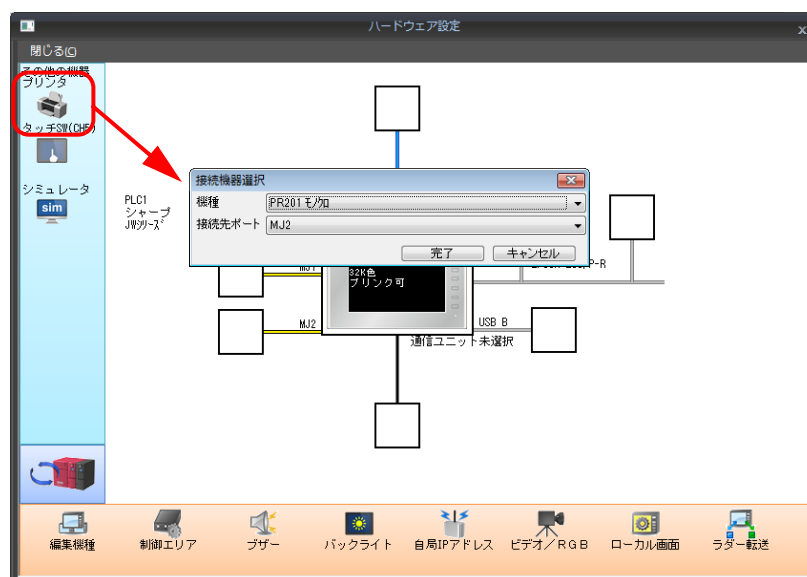 ハードウェア設定
x
閉じる(C)
その他の機器
プリンタ
タッチSW(CH5)
シミュレータ
sim
PLC1
シャープ
JWシリーズ
接続機器選択
機種
PR201 モノクロ
接続先ポート
MJ2
完了
キャンセル
MJ1
32K色
ブリンク可
P-R
MJ2
USB B
通信ユニット未選択
編集機種
制御エリア
ブザー
バックライト
自局IPアドレス
ビデオ／RGB
ローカル画面
ラダー転送